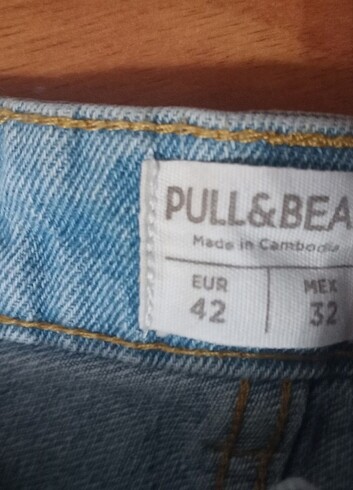 PULL&BEA
Made in Cambodia
EUR MEX
42 32